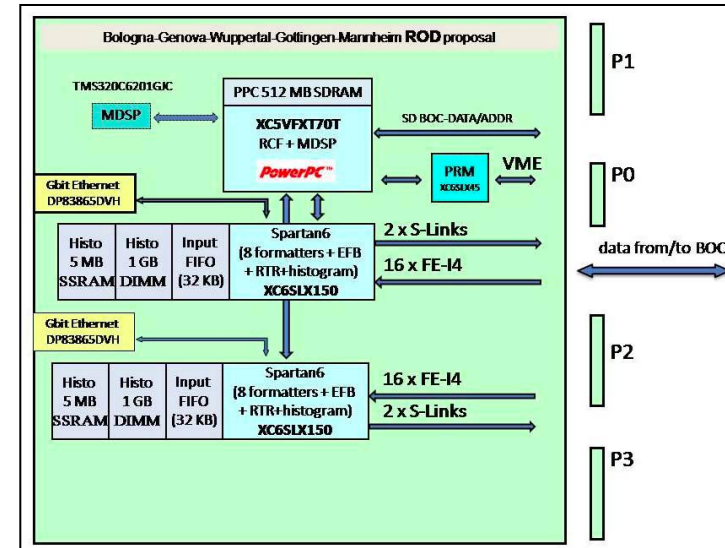 Bologna-Genova-Wuppertal-Gottingen-Mannheim ROD proposal
P1
TMS320C6201GJC
MDSP
PPC 512 MB SDRAM
XC5VFXT70T
RCF + MDSP
PowerPC™
SD BOC-DATA/ADDR
PRM
XC6SLX45
VME
P0
Gbit Ethernet
DP83865DVH
Histo
5 MB
SSRAM
Histo
1 GB
DIMM
Input
FIFO
(32 KB)
Spartan6
(8 formatters + EFB
+ RTR+histogram)
XC6SLX150
2 x S-Links
16 x FE-I4
data from/to BOC
Gbit Ethernet
DP83865DVH
Histo
5 MB
SSRAM
Histo
1 GB
DIMM
Input
FIFO
(32 KB)
Spartan6
(8 formatters + EFB
+ RTR+histogram)
XC6SLX150
16 x FE-I4
2 x S-Links
P2
P3